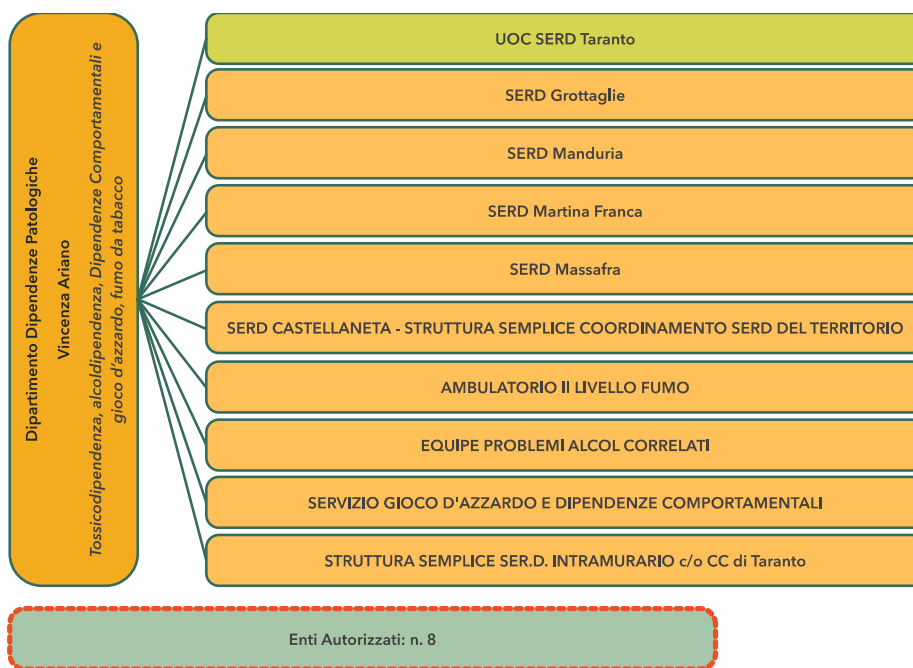 Dipartimento Dipendenze Patologiche
Vincenza Ariano
Tossicodipendenza, alcoldipendenza, Dipendenze Comportamentali e
gioco d'azzardo, fumo da tabacco
UOC SERD Taranto
SERD Grottaglie
SERD Manduria
SERD Martina Franca
SERD Massafra
SERD CASTELLANETA - STRUTTURA SEMPLICE COORDINAMENTO SERD DEL TERRITORIO
AMBULATORIO II LIVELLO FUMO
EQUIPE PROBLEMI ALCOL CORRELATI
SERVIZIO GIOCO D'AZZARDO E DIPENDENZE COMPORTAMENTALI
STRUTTURA SEMPLICE SER.D. INTRAMURARIO c/o CC di Taranto
Enti Autorizzati: n. 8